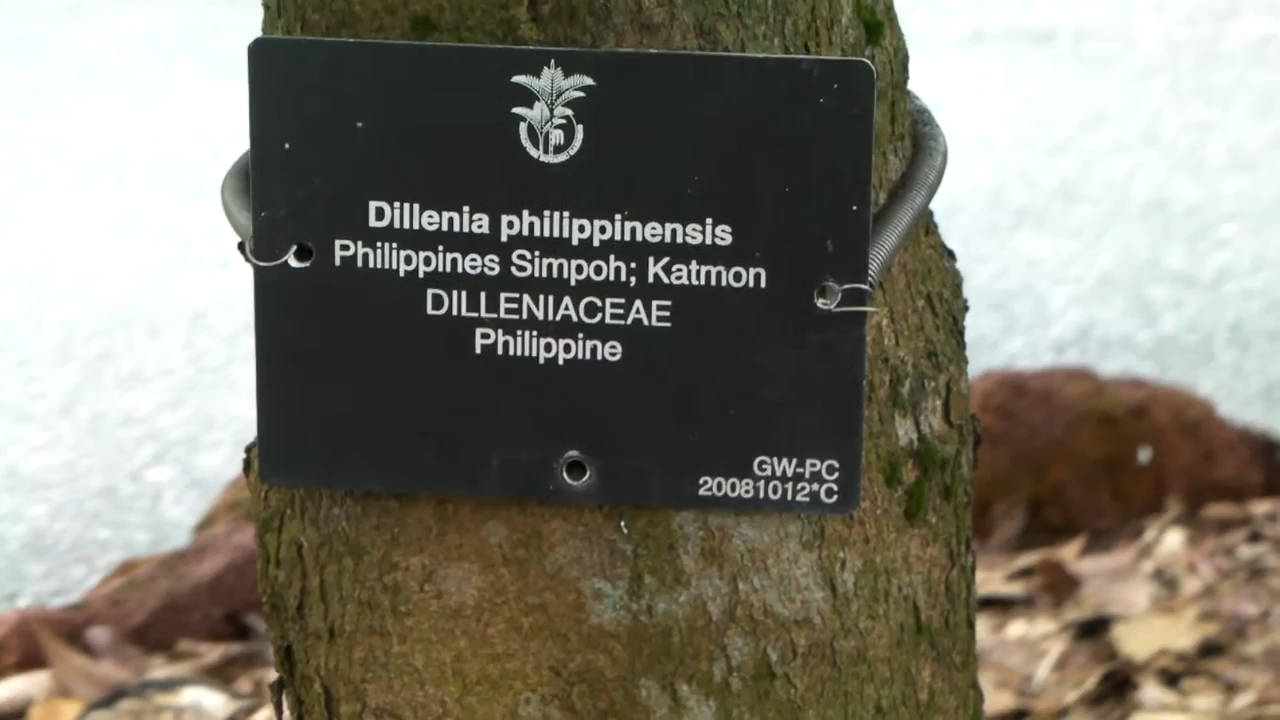 Dillenia philippinensis
Philippines Simpoh; Katmon
DILLENIACEAE
Philippine
GW-PC
20081012*C